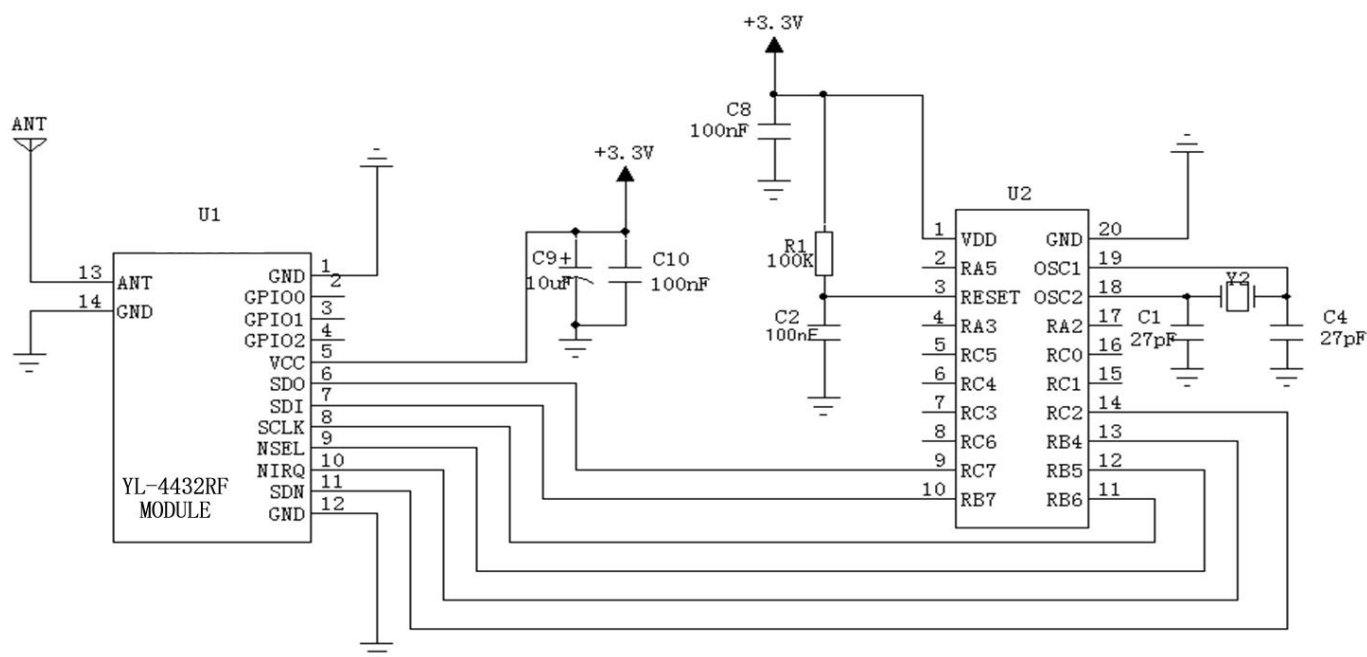 ANT
U1
13
ANT
14
GND
YL-4432RF
MODULE
GND
1
GPIO0
2
GPIO1
3
GPIO2
4
VCC
5
SDO
6
SDI
7
SCLK
8
NSEL
9
NIRQ
10
SDN
11
GND
12
+3.3V
C9
+
10uF
C10
100nF
+3.3V
C8
100nF
R1
100K
C2
100nF
U2
1
VDD
2
RA5
3
RESET
4
RA3
5
RC5
6
RC4
7
RC3
8
RC6
9
RC7
10
RB7
GND
20
OSC1
19
OSC2
18
RA2
17
RC0
16
RC1
15
RC2
14
RB4
13
RB5
12
RB6
11
Y2
C1
27pF
C4
27pF